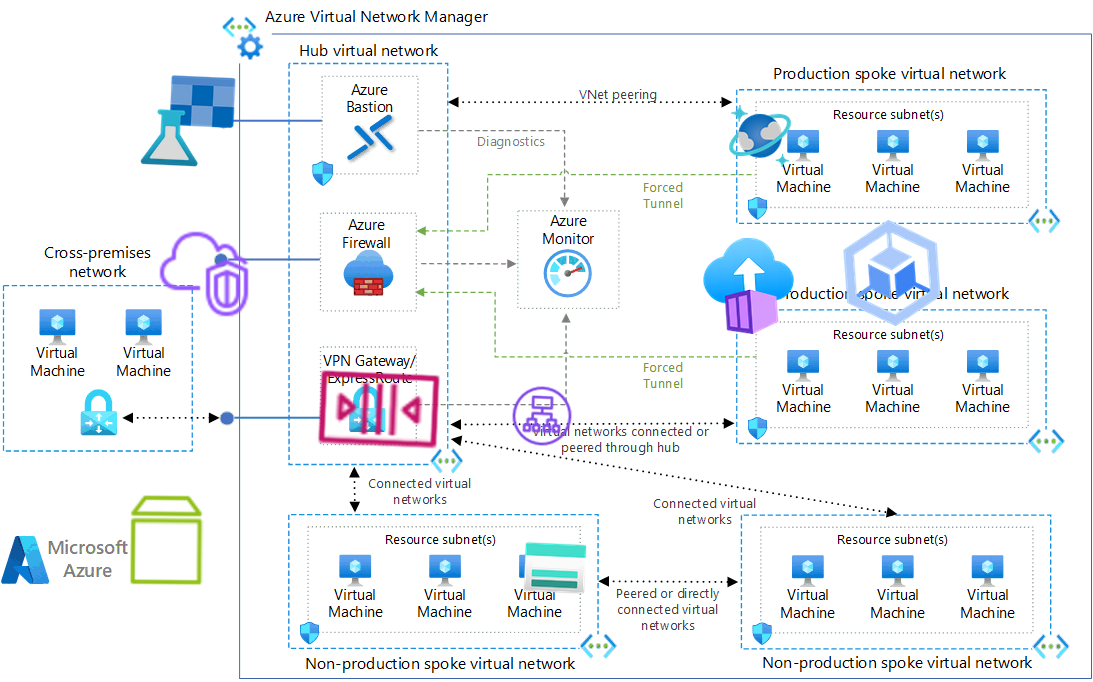 Azure Virtual Network Manager
Hub virtual network
Azure
Bastion
VNet peering
Production spoke virtual network
Resource subnet(s)
Virtual
Machine
Virtual
Machine
Virtual
Machine
Diagnostics
Forced
Tunnel
Azure
Firewall
Azure
Monitor
Cross-premises
network
Virtual
Machine
Virtual
Machine
Production spoke virtual network
Resource subnet(s)
Virtual
Machine
Virtual
Machine
Virtual
Machine
Forced
Tunnel
VPN Gateway/
ExpressRoute
Virtual networks connected or
peered through hub
Connected virtual
networks
Connected virtual
networks
Microsoft
Azure
Resource subnet(s)
Virtual
Machine
Virtual
Machine
Virtual
Machine
Non-production spoke virtual network
Peered or directly
connected virtual
networks
Resource subnet(s)
Virtual
Machine
Virtual
Machine
Virtual
Machine
Non-production spoke virtual network